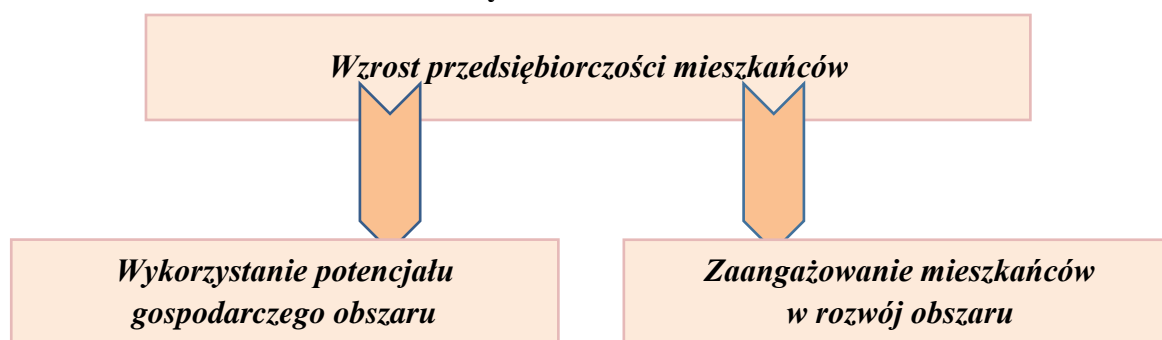 Wzrost przedsiębiorczości mieszkańców
Wykorzystanie potencjału
gospodarczego obszaru
Zaangażowanie mieszkańców
w rozwój obszaru